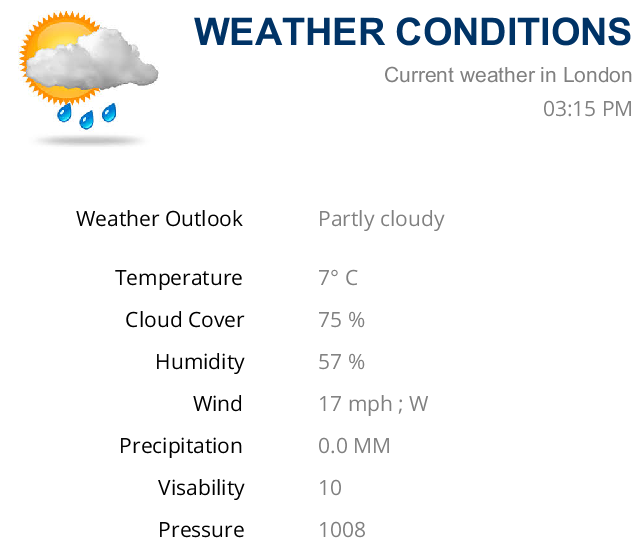 WEATHER CONDITIONS
Current weather in London
03:15 PM
Weather Outlook Partly cloudy
Temperature 7° C
Cloud Cover 75 %
Humidity 57 %
Wind 17 mph ; W
Precipitation 0.0 MM
Visability 10
Pressure 1008